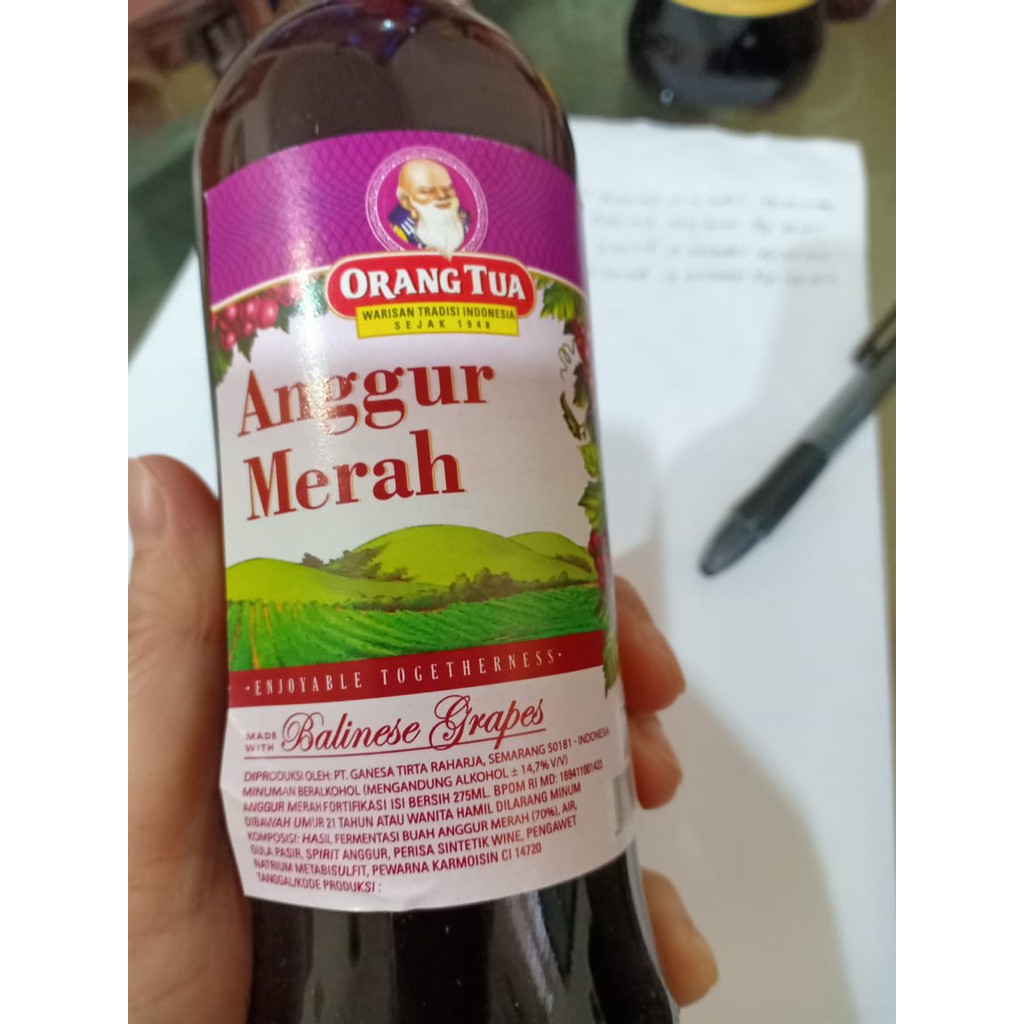 ORANG TUA
WARISAN TRADISI INDONESIA
SEJAK 1948
Anggur
Merah
·ENJOYABLE TOGETHERNESS·
MADE WITH Balinese Grapes
DIPRODUKSI OLEH: PT. GANESA TIRTA RAHARJA, SEMARANG 50181 - INDONESIA
MINUMAN BERALKOHOL (MENGANDUNG ALKOHOL ± 14,7% V/V)
ANGGUR MERAH FORTIFIKASI ISI BERSIH 275ML. BPOM RI MD: 169411001423
DIBAWAH UMUR 21 TAHUN ATAU WANITA HAMIL DILARANG MINUM
KOMPOSISI: HASIL FERMENTASI BUAH ANGGUR MERAH (70%), AIR,
GULA PASIR, SPIRIT ANGGUR, PERISA SINTETIK WINE, PENGAWET
NATRIUM METABISULFIT, PEWARNA KARMOISIN CI 14720
TANGGAL/KODE PRODUKSI :